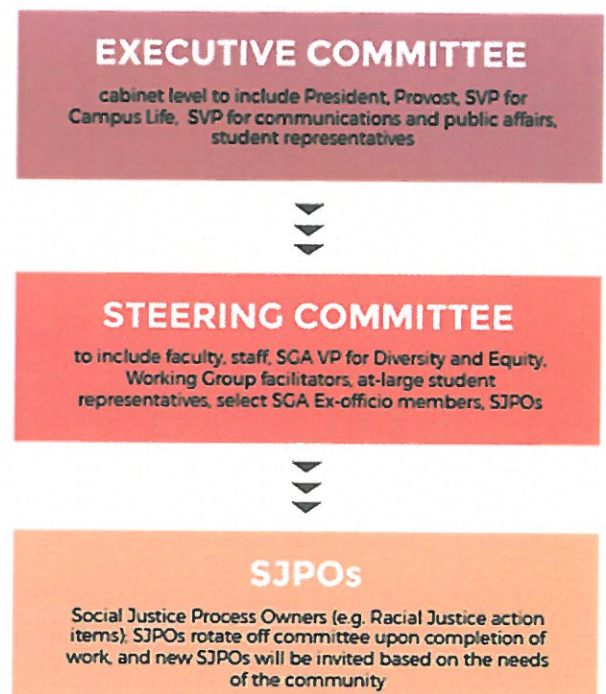 EXECUTIVE COMMITTEE
cabinet level to include President, Provost, SVP for
Campus Life, SVP for communications and public affairs,
student representatives
STEERING COMMITTEE
to include faculty, staff, SGA VP for Diversity and Equity,
Working Group facilitators, at-large student
representatives, select SGA Ex-officio members, SJPOs
SJPOs
Social Justice Process Owners (e.g. Racial Justice action
items); SJPOs rotate off committee upon completion of
work, and new SJPOs will be invited based on the needs
of the community